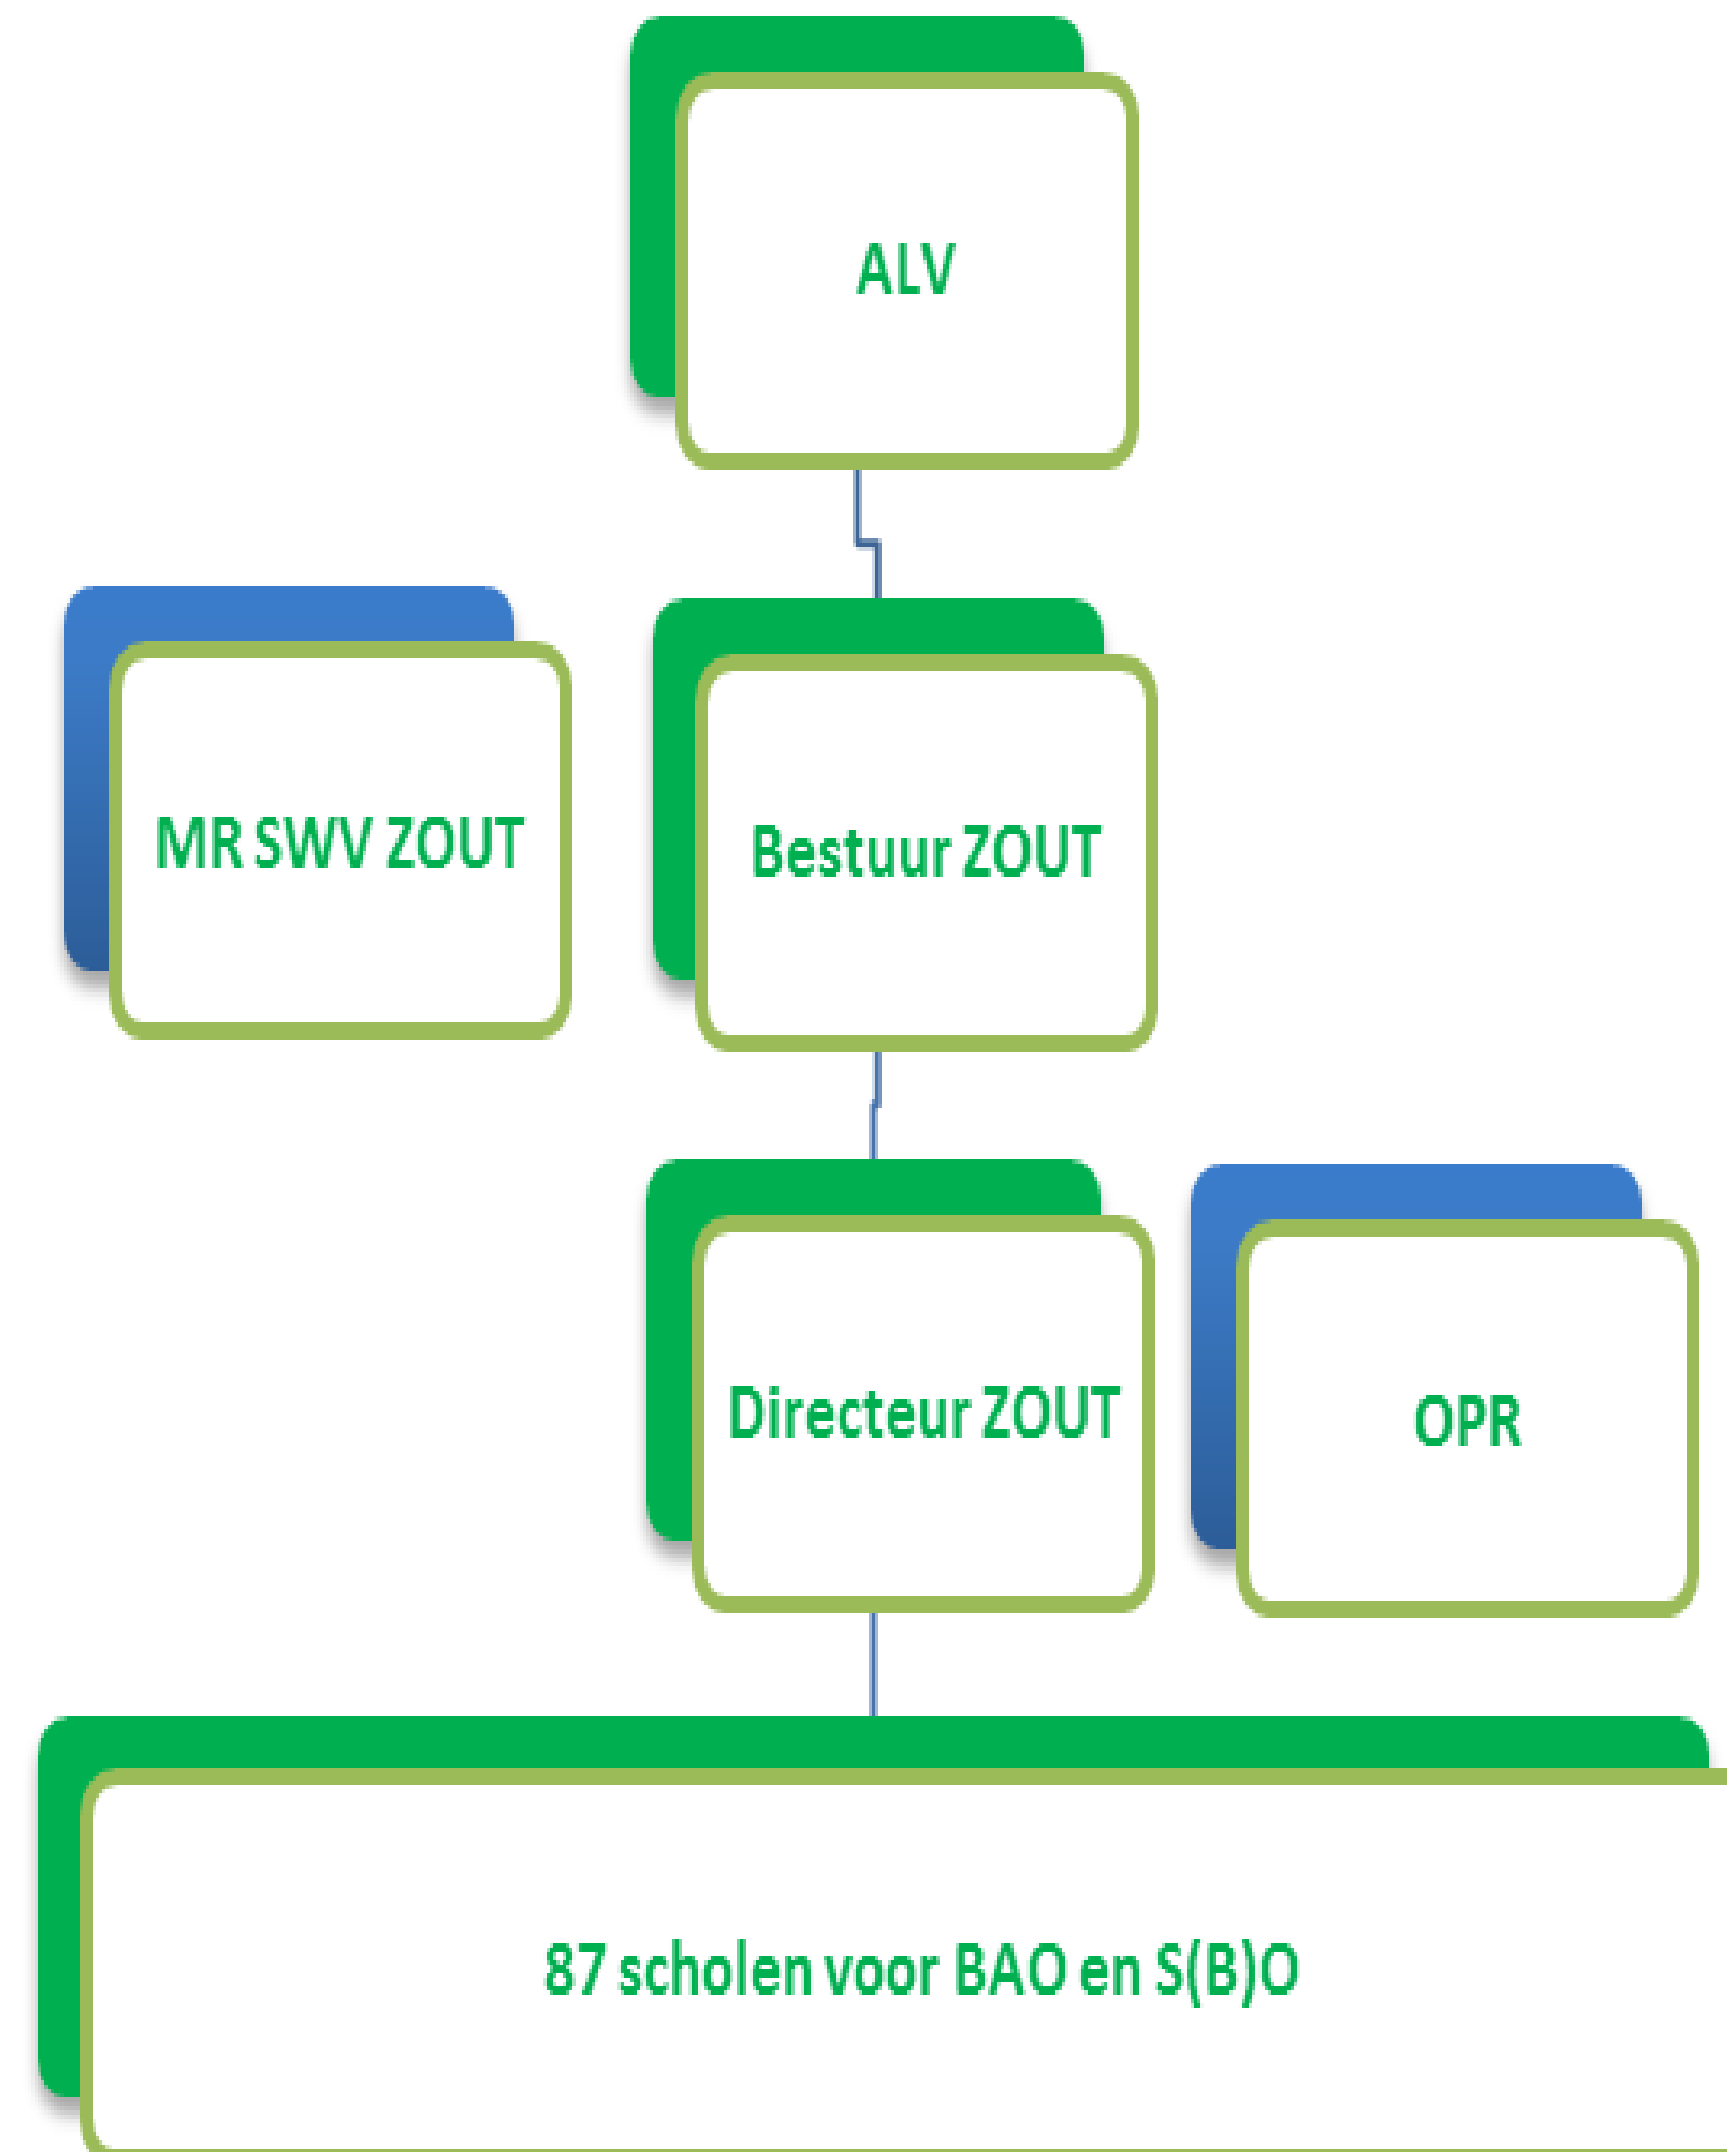 ALV
MR SWV ZOUT
Bestuur ZOUT
Directeur ZOUT
OPR
87 scholen voor BAO en S(B)O